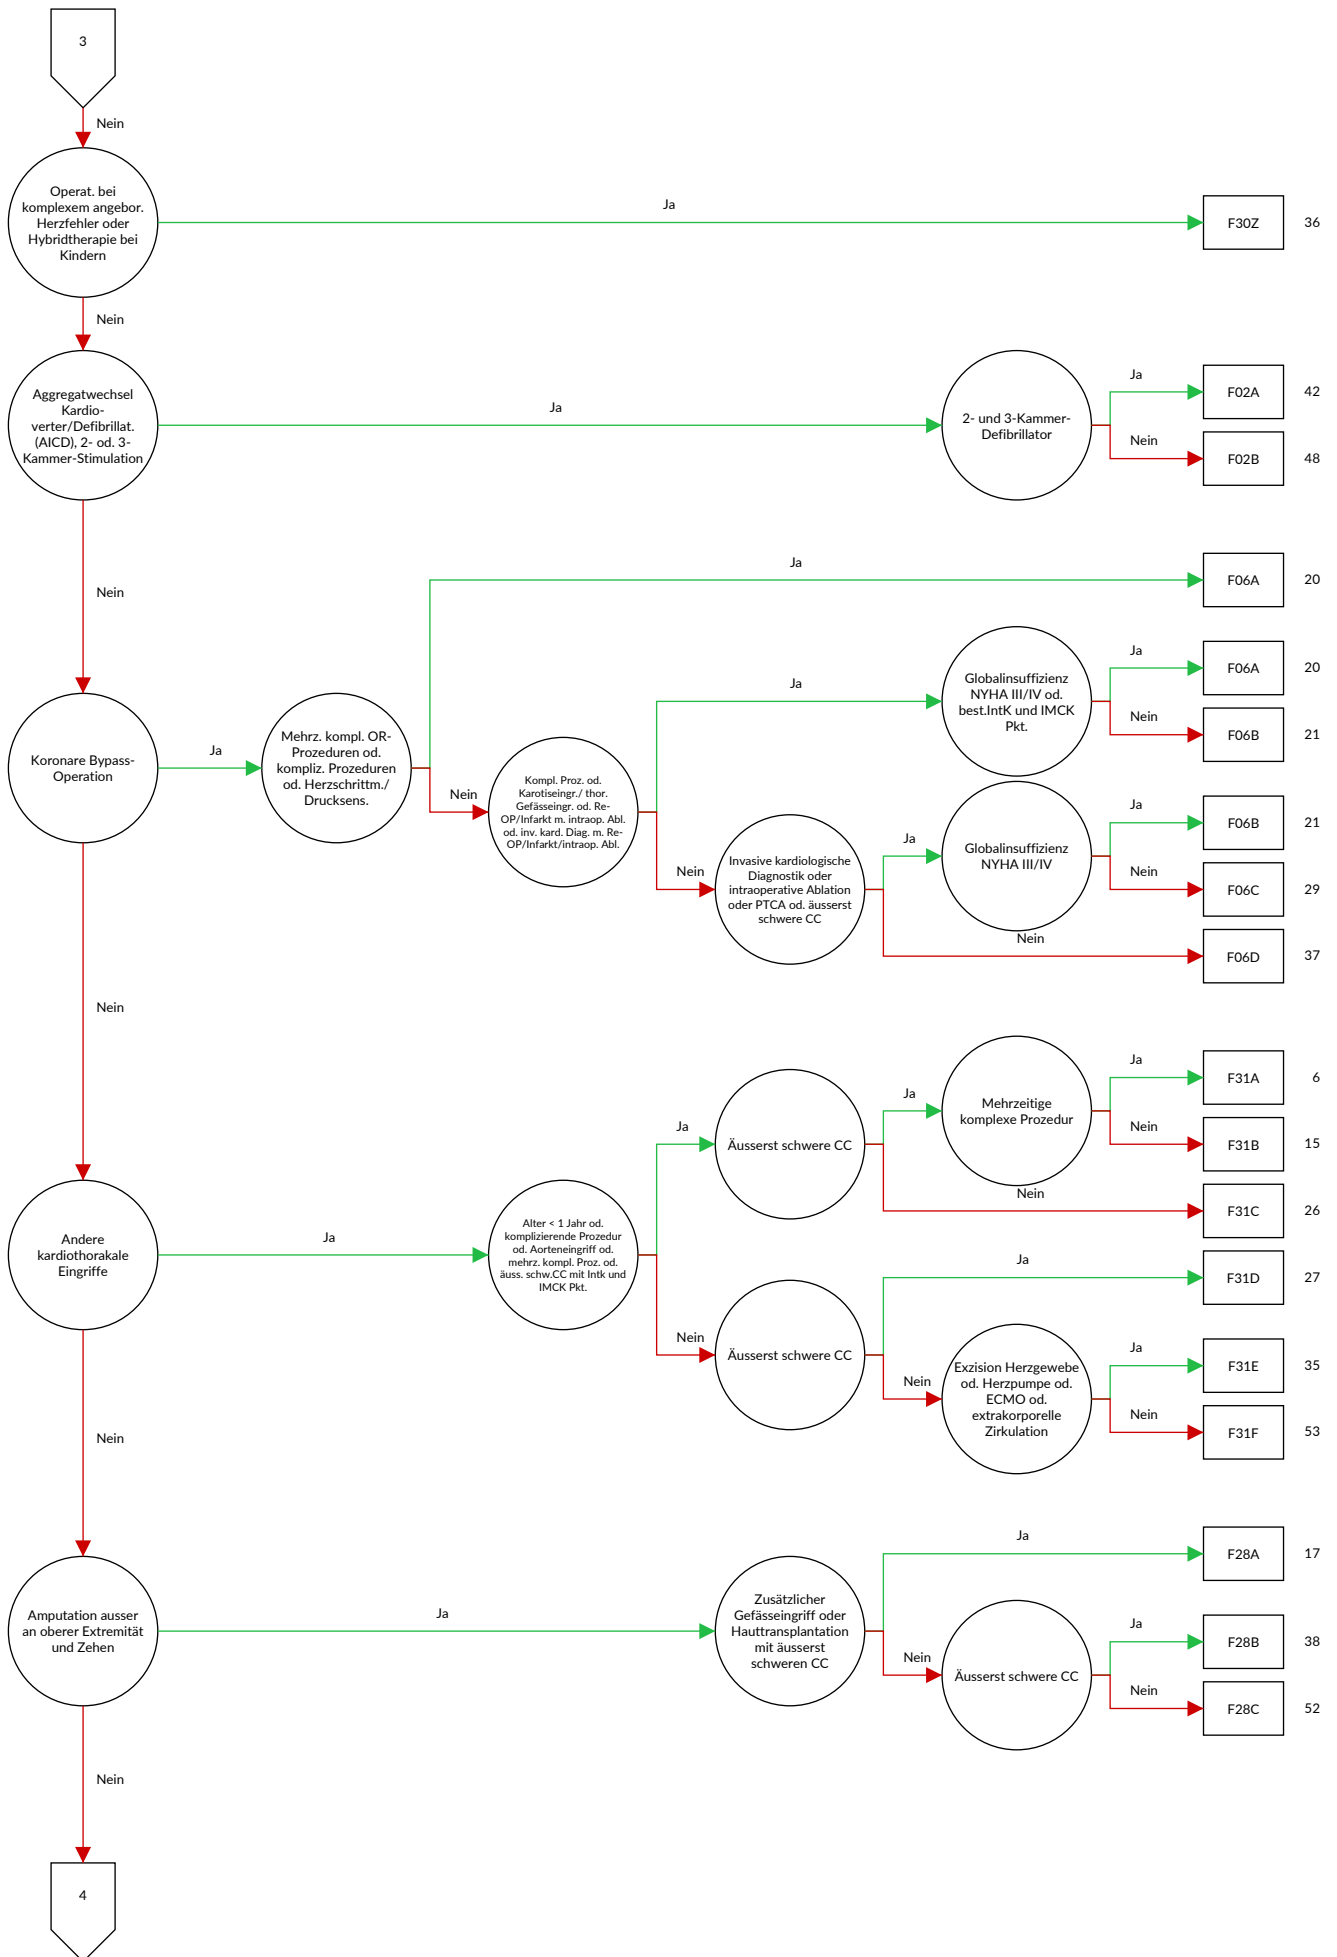 3
Nein
Operat. bei
komplexem angebor.
Herzfehler oder
Hybridtherapie bei
Kindern
Ja
F30Z
36
Nein
Aggregatwechsel
Kardio-
verter/Defibrillat.
(AICD), 2- od. 3-
Kammer-Stimulation
Ja
2- und 3-Kammer-
Defibrillator
Ja
F02A
42
Nein
F02B
48
Nein
Koronare Bypass-
Operation
Ja
Mehrz. kompl. OR-
Prozeduren od.
kompliz. Prozeduren
od. Herzschrittm./
Drucksens.
Ja
F06A
20
Nein
Kompl. Proz. od.
Karotiseingr./ thor.
Gefässeingr. od. Re-
OP/Infarkt m. intraop. Abl.
od. inv. kard. Diag. m. Re-
OP/Infarkt/intraop. Abl.
Ja
Globalinsuffizienz
NYHA III/IV od.
best.IntK und IMCK
Pkt.
Ja
F06A
20
Nein
F06B
21
Nein
Invasive kardiologische
Diagnostik oder
intraoperative Ablation
oder PTCA od. äusserst
schwere CC
Ja
Globalinsuffizienz
NYHA III/IV
Ja
F06B
21
Nein
F06C
29
Nein
F06D
37
Nein
Andere
kardiothorakale
Eingriffe
Ja
Alter < 1 Jahr od.
komplizierende Prozedur
od. Aorteneingriff od.
mehrz. kompl. Proz. od.
äuss. schw.CC mit Intk und
IMCK Pkt.
Ja
Äusserst schwere CC
Ja
Mehrzeitige
komplexe Prozedur
Ja
F31A
6
Nein
F31B
15
Nein
F31C
26
Nein
Äusserst schwere CC
Ja
F31D
27
Nein
Exzision Herzgewebe
od. Herzpumpe od.
ECMO od.
extrakorporelle
Zirkulation
Ja
F31E
35
Nein
F31F
53
Nein
Amputation ausser
an oberer Extremität
und Zehen
Ja
Zusätzlicher
Gefässeingriff oder
Hauttransplantation
mit äusserst
schweren CC
Ja
F28A
17
Nein
Äusserst schwere CC
Ja
F28B
38
Nein
F28C
52
Nein
4